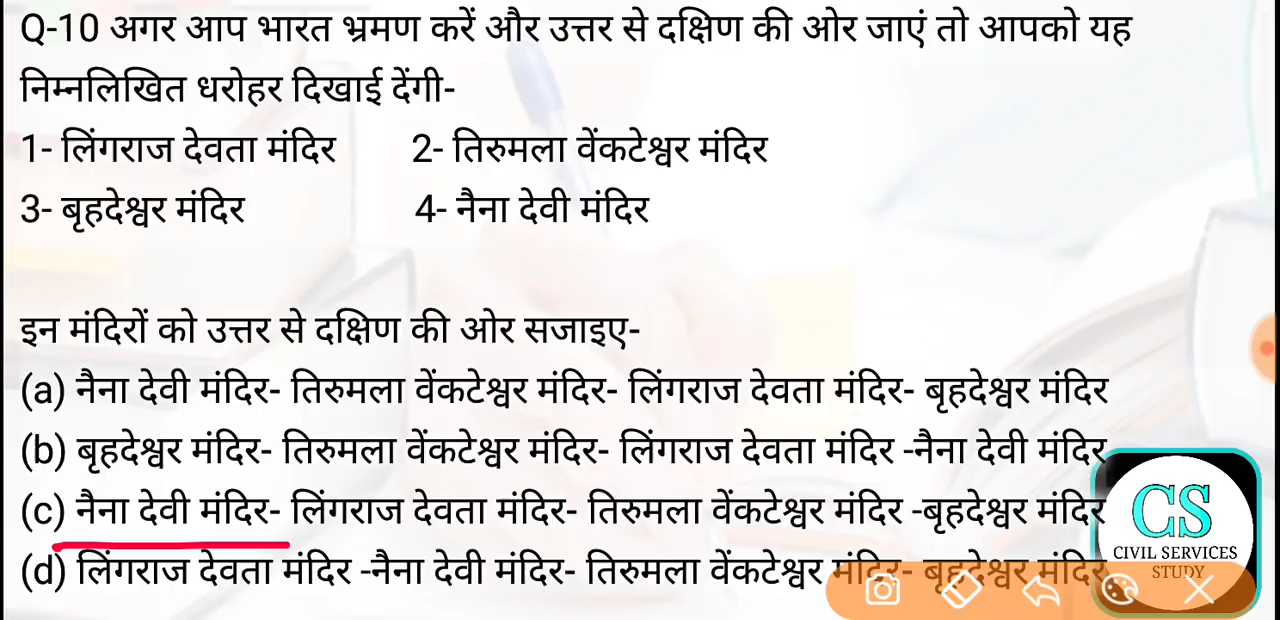 Q-10 अगर आप भारत भ्रमण करें और उत्तर से दक्षिण की ओर जाएं तो आपको यह
निम्नलिखित धरोहर दिखाई देंगी-
1- लिंगराज देवता मंदिर 2- तिरुमला वेंकटेश्वर मंदिर
3- बृहदेश्वर मंदिर 4- नैना देवी मंदिर
इन मंदिरों को उत्तर से दक्षिण की ओर सजाइए-
(a) नैना देवी मंदिर- तिरुमला वेंकटेश्वर मंदिर- लिंगराज देवता मंदिर- बृहदेश्वर मंदिर
(b) बृहदेश्वर मंदिर- तिरुमला वेंकटेश्वर मंदिर- लिंगराज देवता मंदिर -नैना देवी मंदिर
(c) नैना देवी मंदिर- लिंगराज देवता मंदिर- तिरुमला वेंकटेश्वर मंदिर -बृहदेश्वर मंदिर
(d) लिंगराज देवता मंदिर -नैना देवी मंदिर- तिरुमला वेंकटेश्वर मंदिर- बृहदेश्वर मंदिर
CS
CIVIL SERVICES
STUDY